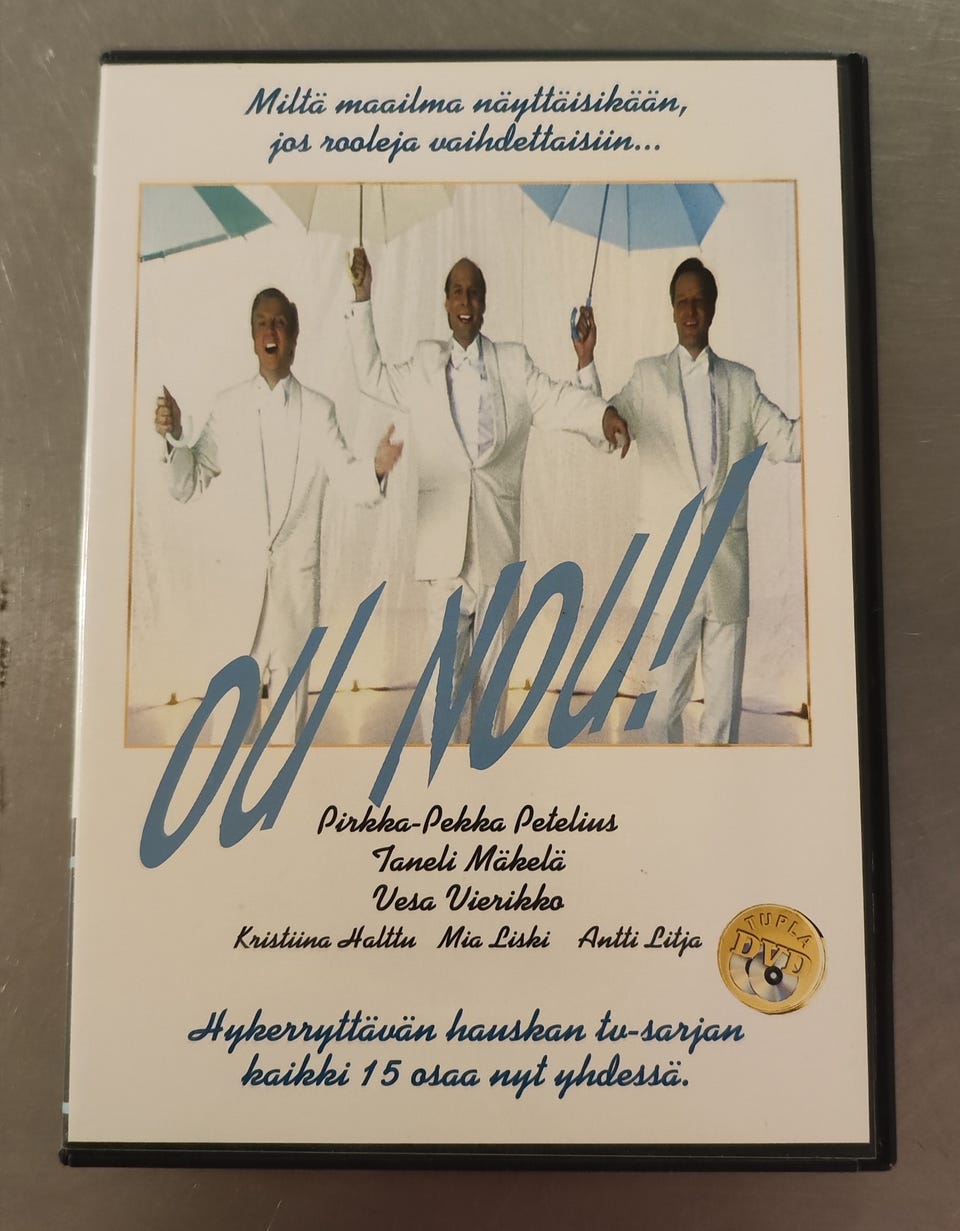 Miltä maailma näyttäisikään,
jos rooleja vaihdettaisiin...
OU NOU!!
Pirkka-Pekka Petelius
Taneli Mäkelä
Vesa Vierikko
Kristiina Halttu Mia Liski Antti Litja
TUPLA
DVD
Hykerryttävän hauskan tv-sarjan
kaikki 15 osaa nyt yhdessä.